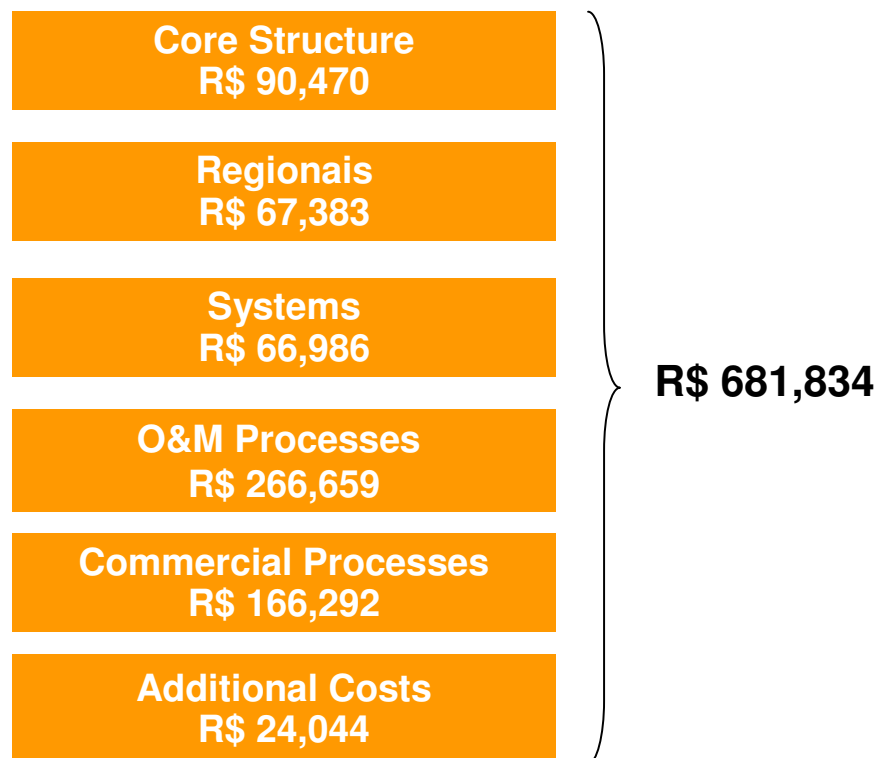 Core Structure
R$ 90,470
Regionais
R$ 67,383
Systems
R$ 66,986
O&M Processes
R$ 266,659
Commercial Processes
R$ 166,292
Additional Costs
R$ 24,044
R$ 681,834